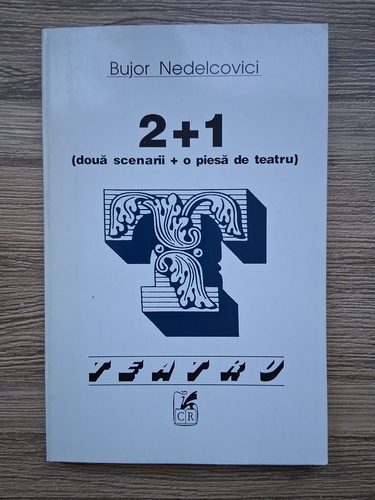 Bujor Nedelcovici
2+1
(două scenarii + o piesă de teatru)
T
TEATRU
CR